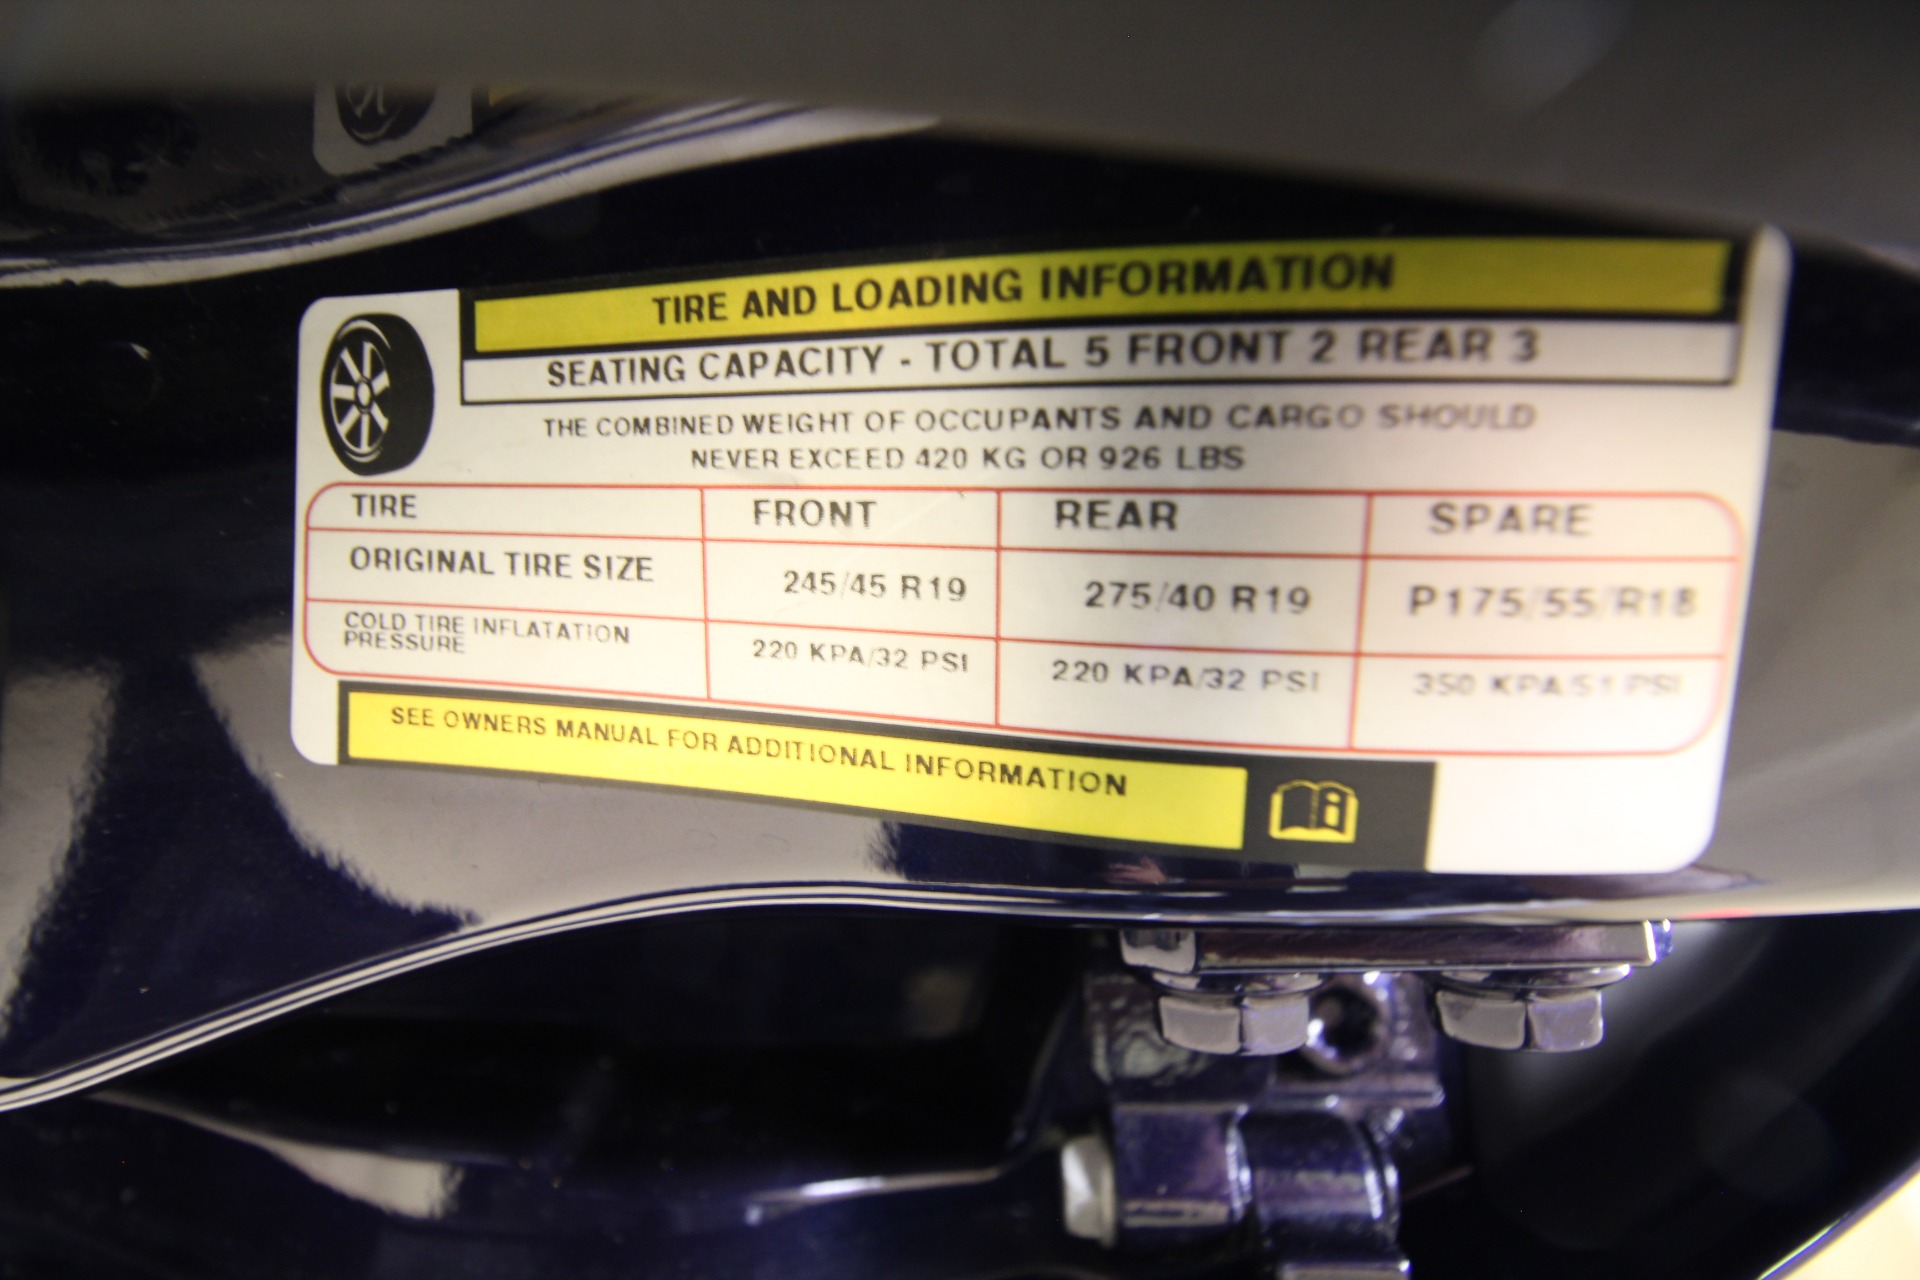 TIRE AND LOADING INFORMATION
SEATING CAPACITY - TOTAL 5 FRONT 2 REAR 3
THE COMBINED WEIGHT OF OCCUPANTS AND CARGO SHOULD
NEVER EXCEED 420 KG OR 926 LBS
TIRE FRONT REAR SPARE
ORIGINAL TIRE SIZE 245/45 R19 275/40 R19 P175/55/R18
COLD TIRE INFLATATION
PRESSURE 220 KPA/32 PSI 220 KPA/32 PSI 350 KPA/51 PSI
SEE OWNERS MANUAL FOR ADDITIONAL INFORMATION